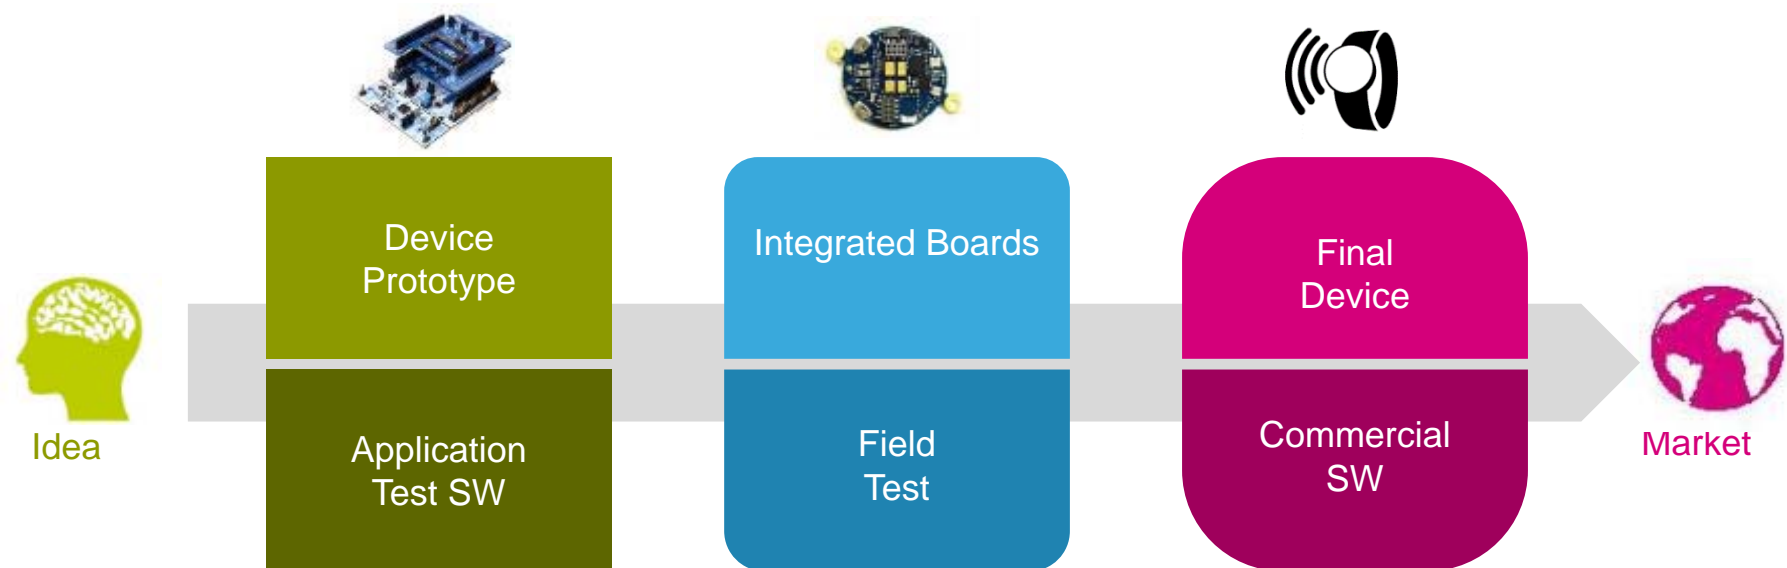 Idea
Device
Prototype
Application
Test SW
Integrated Boards
Field
Test
Final
Device
Commercial
SW
Market